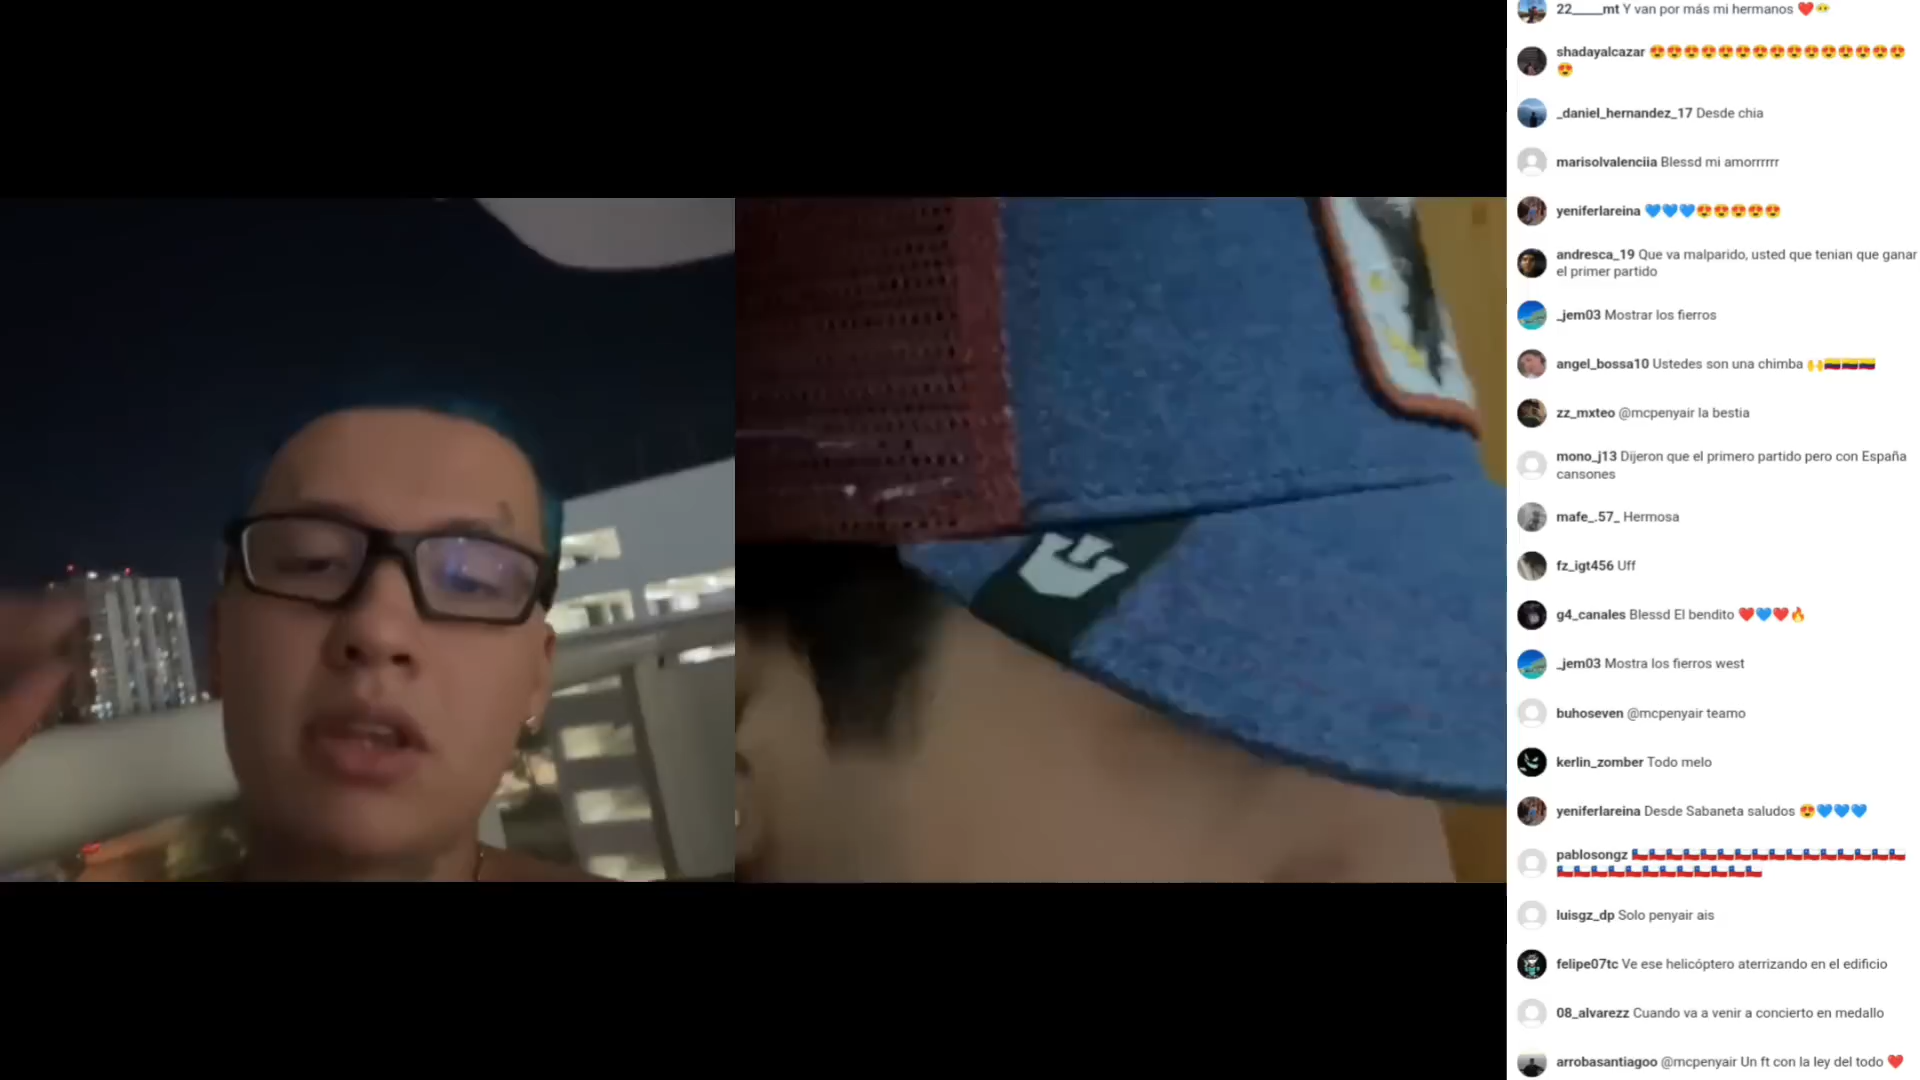 22_____mt Y van por más mi hermanos ❤️😶‍🌫️
shadayalcazar 😍😍😍😍😍😍😍😍😍😍😍😍😍😍😍
😍
_daniel_hernandez_17 Desde chia
marisolvalenciia Blessd mi amorrrrrr
yeniferlareina 💙💙💙😍😍😍😍😍
andresca_19 Que va malparido, usted que tenian que ganar
el primer partido
_jem03 Mostrar los fierros
angel_bossa10 Ustedes son una chimba 🙌🇨🇴🇨🇴🇨🇴
zz_mxteo @mcpenyair la bestia
mono_j13 Dijeron que el primero partido pero con España
cansones
mafe_.57_ Hermosa
fz_igt456 Uff
g4_canales Blessd El bendito ❤️💙❤️🔥
_jem03 Mostra los fierros west
buhoseven @mcpenyair teamo
kerlin_zomber Todo melo
yeniferlareina Desde Sabaneta saludos 😍💙💙💙
pablosongz 🇨🇱🇨🇱🇨🇱🇨🇱🇨🇱🇨🇱🇨🇱🇨🇱🇨🇱🇨🇱🇨🇱🇨🇱🇨🇱🇨🇱🇨🇱🇨🇱
🇨🇱🇨🇱🇨🇱🇨🇱🇨🇱🇨🇱🇨🇱🇨🇱🇨🇱🇨🇱🇨🇱🇨🇱
luisgz_dp Solo penyair ais
felipe07tc Ve ese helicóptero aterrizando en el edificio
08_alvarezz Cuando va a venir a concierto en medallo
arrobasantiagoo @mcpenyair Un ft con la ley del todo ❤️